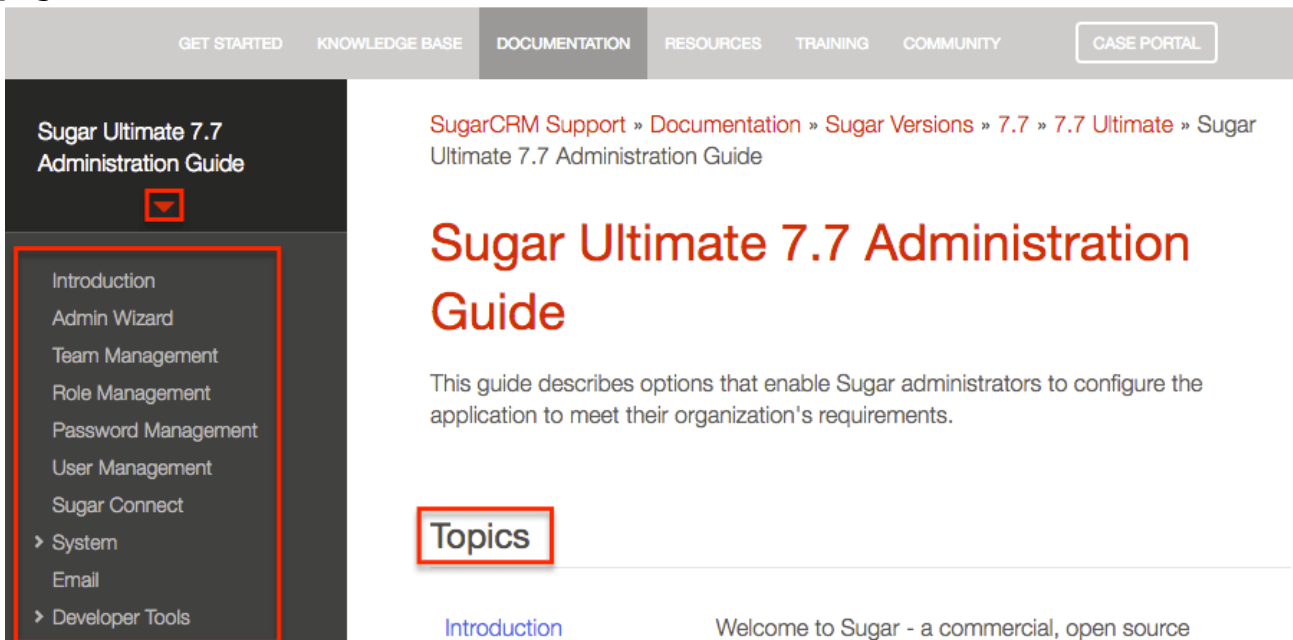 GET STARTED KNOWLEDGE BASE DOCUMENTATION RESOURCES TRAINING COMMUNITY CASE PORTAL
Sugar Ultimate 7.7
Administration Guide
Introduction
Admin Wizard
Team Management
Role Management
Password Management
User Management
Sugar Connect
System
Email
Developer Tools
SugarCRM Support » Documentation » Sugar Versions » 7.7 » 7.7 Ultimate » Sugar
Ultimate 7.7 Administration Guide
Sugar Ultimate 7.7 Administration
Guide
This guide describes options that enable Sugar administrators to configure the
application to meet their organization's requirements.
Topics
Introduction Welcome to Sugar - a commercial, open source